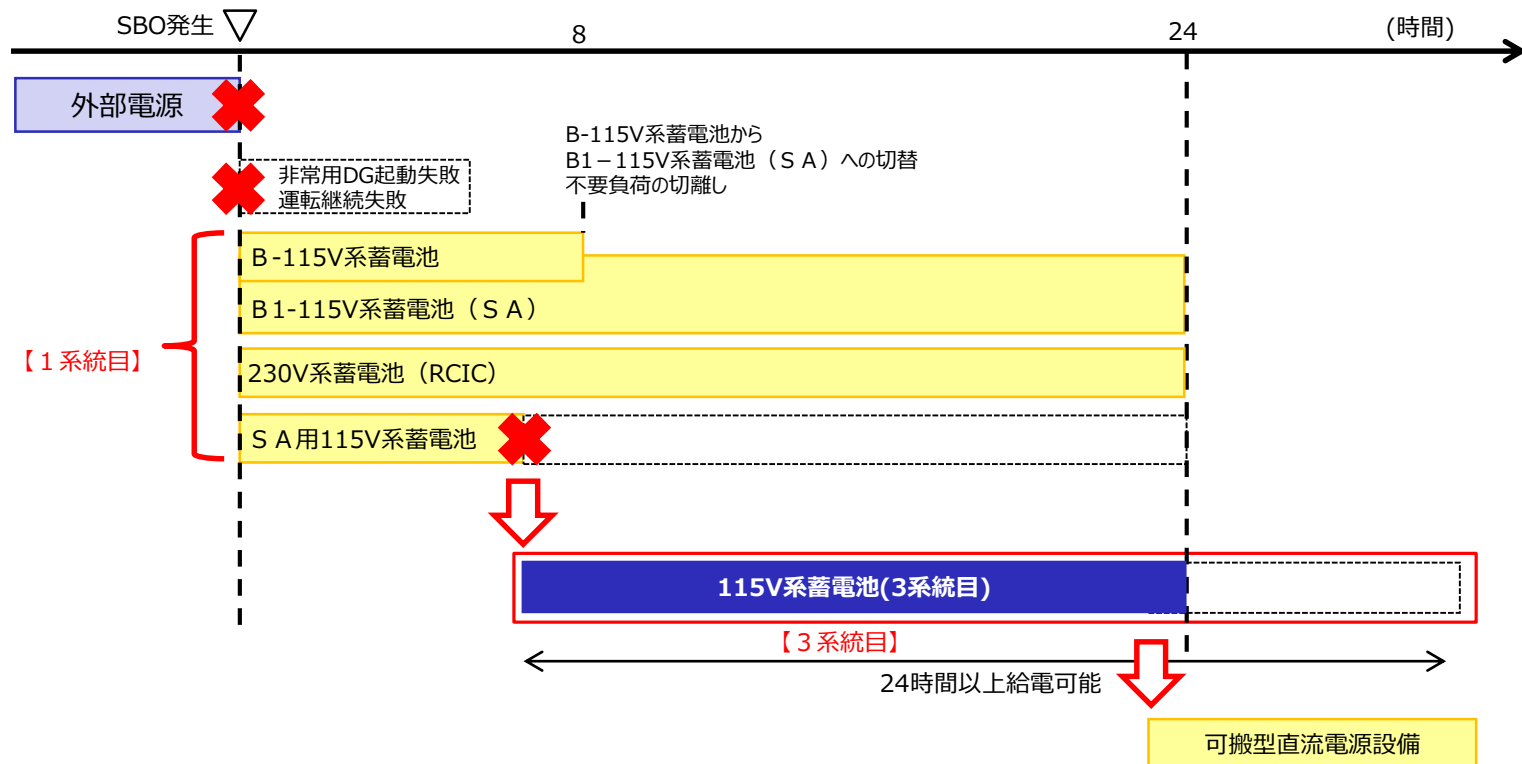 SBO発生
8
24
(時間)
外部電源
非常用DG起動失敗
運転継続失敗
B-115V系蓄電池から
B1－115V系蓄電池（ＳＡ）への切替
不要負荷の切離し
Ｂ-115V系蓄電池
Ｂ1-115V系蓄電池（ＳＡ）
【１系統目】
230V系蓄電池（RCIC）
ＳＡ用115V系蓄電池
115V系蓄電池(3系統目)
【３系統目】
24時間以上給電可能
可搬型直流電源設備